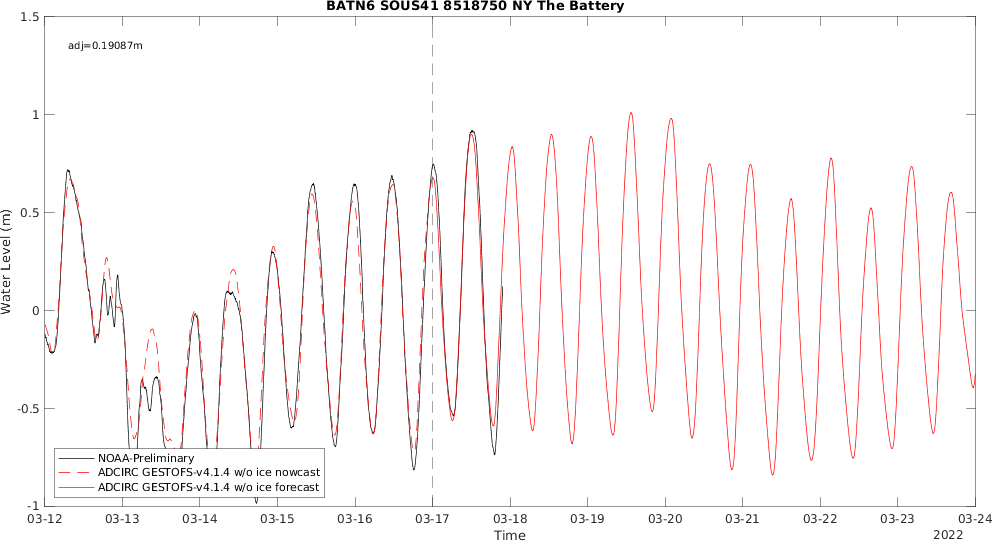 BATN6 SOUS41 8518750 NY The Battery
adj=0.19087m
Water Level (m)
1.5
1
0.5
0
-0.5
-1
NOAA-Preliminary
ADCIRC GESTOFS-v4.1.4 w/o ice nowcast
ADCIRC GESTOFS-v4.1.4 w/o ice forecast
03-12 03-13 03-14 03-15 03-16 03-17 03-18 03-19 03-20 03-21 03-22 03-23 03-24
Time
2022